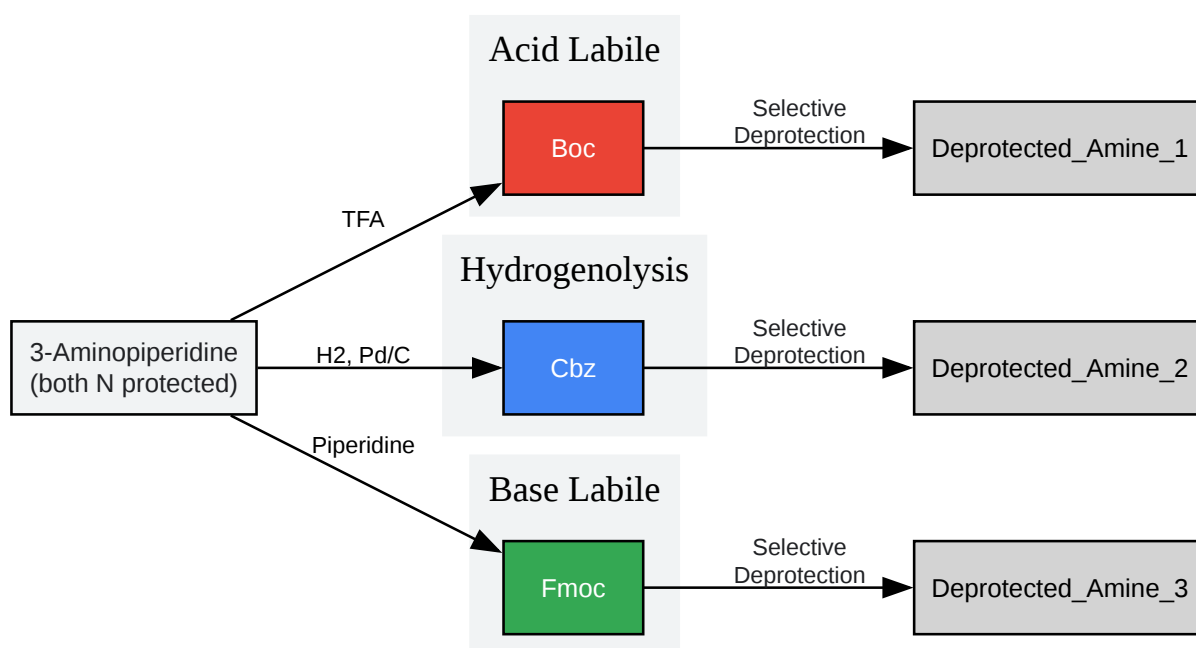 Acid Labile
Boc
Selective
Deprotection
Deprotected_Amine_1
TFA
Hydrogenolysis
3-Aminopiperidine
(both N protected)
H2, Pd/C
Cbz
Selective
Deprotection
Deprotected_Amine_2
Piperidine
Base Labile
Fmoc
Selective
Deprotection
Deprotected_Amine_3